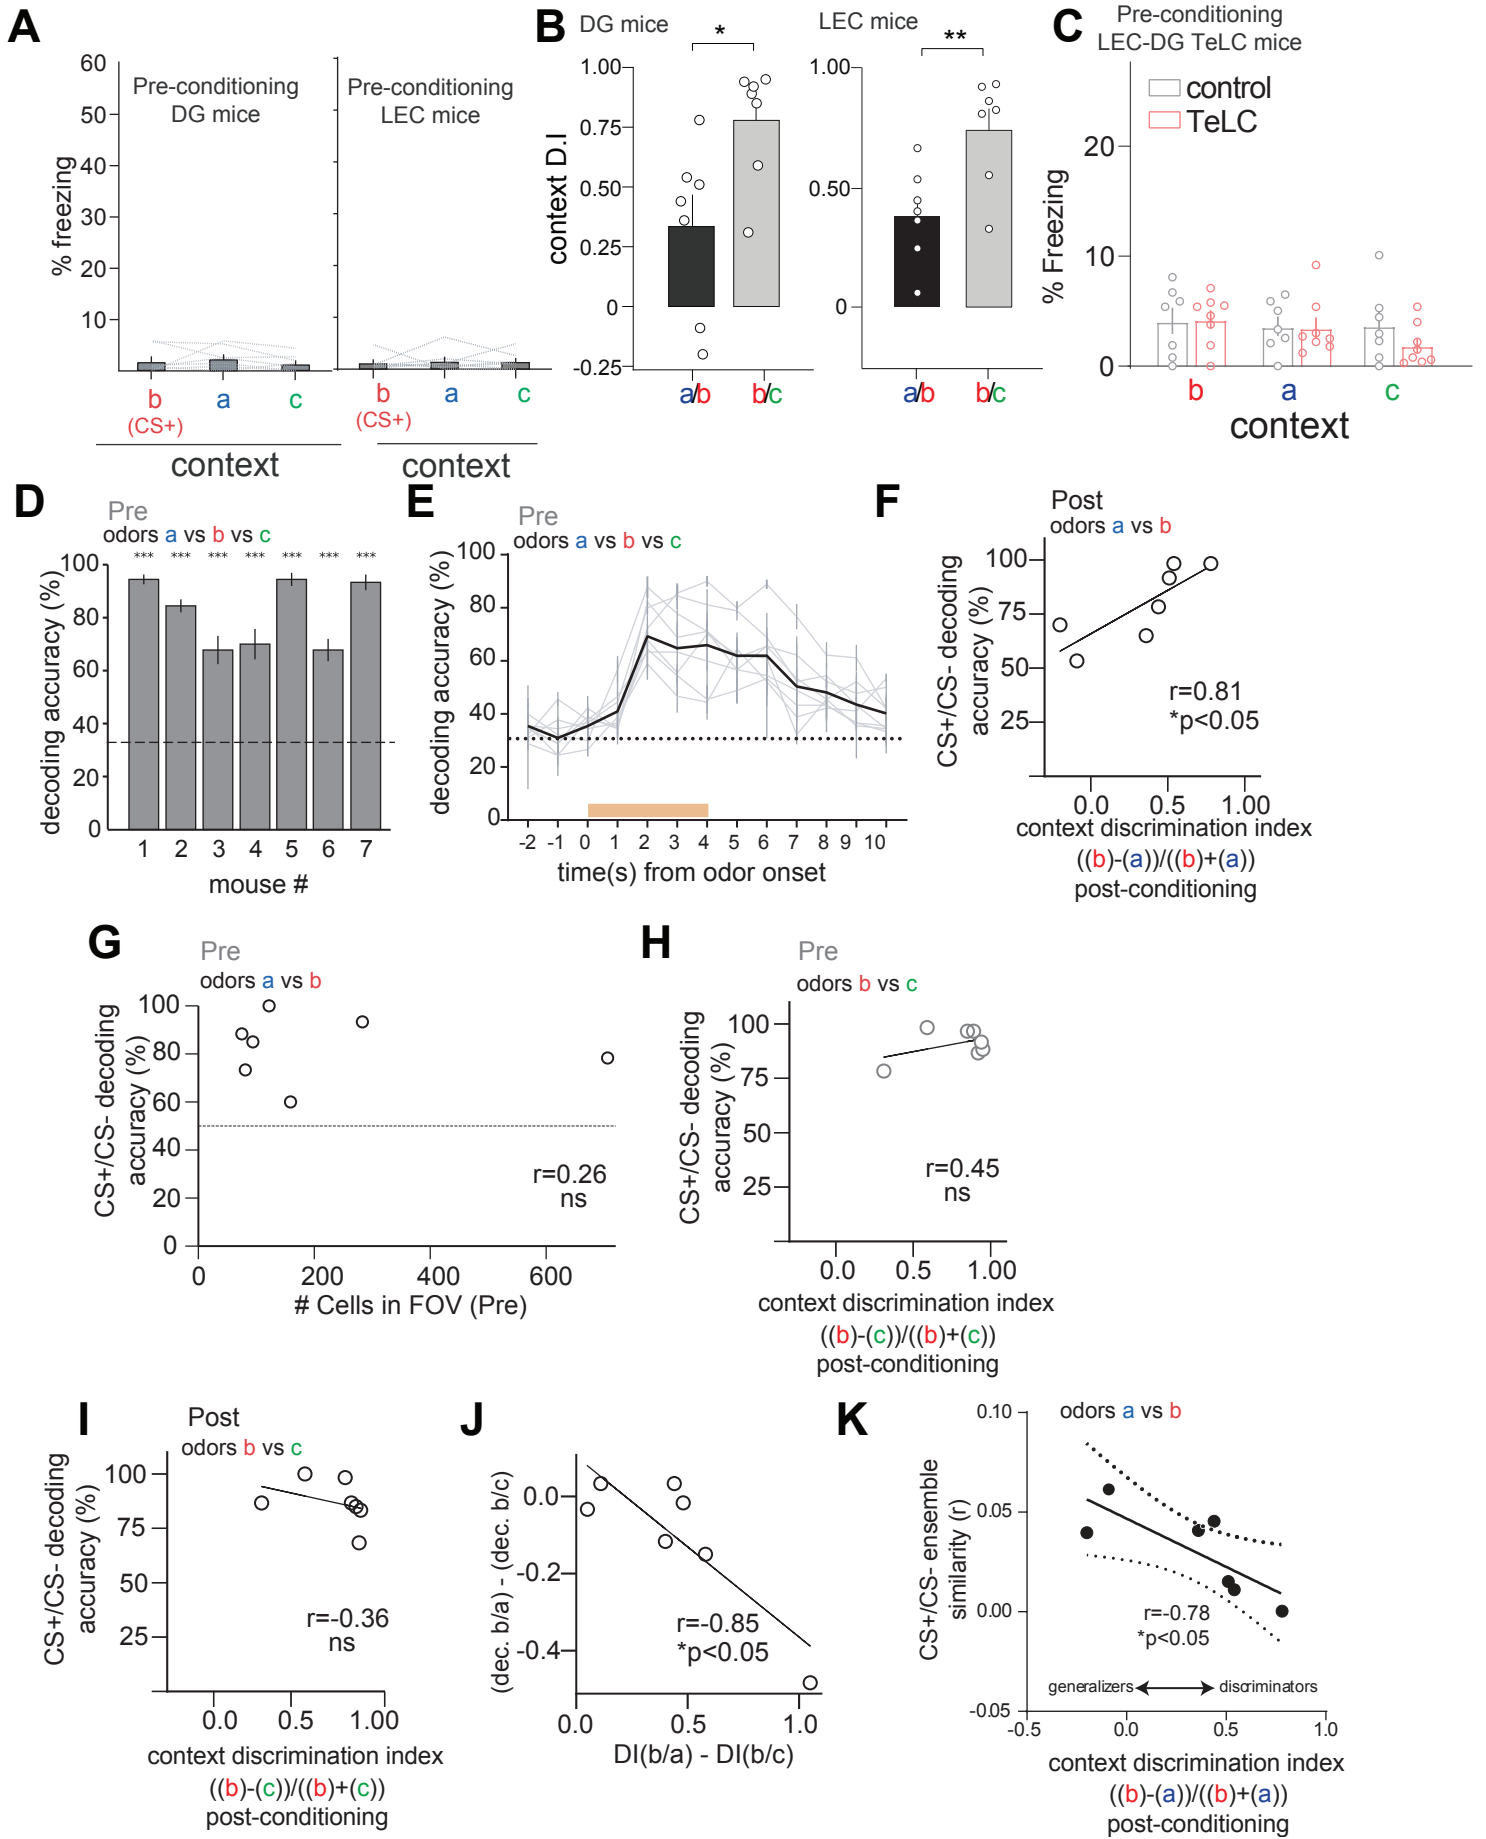 A
Pre-conditioning
DG mice
Pre-conditioning
LEC mice
% freezing
60
50
40
30
20
10
b
a
c
(CS+)
b
a
c
(CS+)
context
context
B
DG mice
LEC mice
*
**
context D.I
1.00
0.75
0.50
0.25
0
-0.25
a/b
b/c
1.00
0.50
0
a/b
b/c
C
Pre-conditioning
LEC-DG TeLC mice
control
TeLC
% Freezing
20
10
0
b
a
c
context
D
Pre
odors a vs b vs c
decoding accuracy (%)
*** *** *** *** *** *** ***
100
80
60
40
20
0
1 2 3 4 5 6 7
mouse #
E
Pre
odors a vs b vs c
decoding accuracy (%)
100
80
60
40
20
0
-2 -1 0 1 2 3 4 5 6 7 8 9 10
time(s) from odor onset
F
Post
odors a vs b
CS+/CS- decoding
accuracy (%)
100
75
50
25
r=0.81
*p<0.05
0.0 0.5 1.00
context discrimination index
((b)-(a))/((b)+(a))
post-conditioning
G
Pre
odors a vs b
CS+/CS- decoding
accuracy (%)
100
80
60
40
20
0
r=0.26
ns
0 200 400 600
# Cells in FOV (Pre)
H
Pre
odors b vs c
CS+/CS- decoding
accuracy (%)
100
75
50
25
r=0.45
ns
0.0 0.5 1.00
context discrimination index
((b)-(c))/((b)+(c))
post-conditioning
I
Post
odors b vs c
CS+/CS- decoding
accuracy (%)
100
75
50
25
r=-0.36
ns
0.0 0.5 1.00
context discrimination index
((b)-(c))/((b)+(c))
post-conditioning
J
(dec. b/a) - (dec. b/c)
0.0
-0.2
-0.4
r=-0.85
*p<0.05
0.0 0.5 1.0
DI(b/a) - DI(b/c)
K
odors a vs b
CS+/CS- ensemble
similarity (r)
0.10
0.05
0.00
-0.05
r=-0.78
*p<0.05
generalizers
discriminators
-0.5 0.0 0.5 1.0
context discrimination index
((b)-(a))/((b)+(a))
post-conditioning